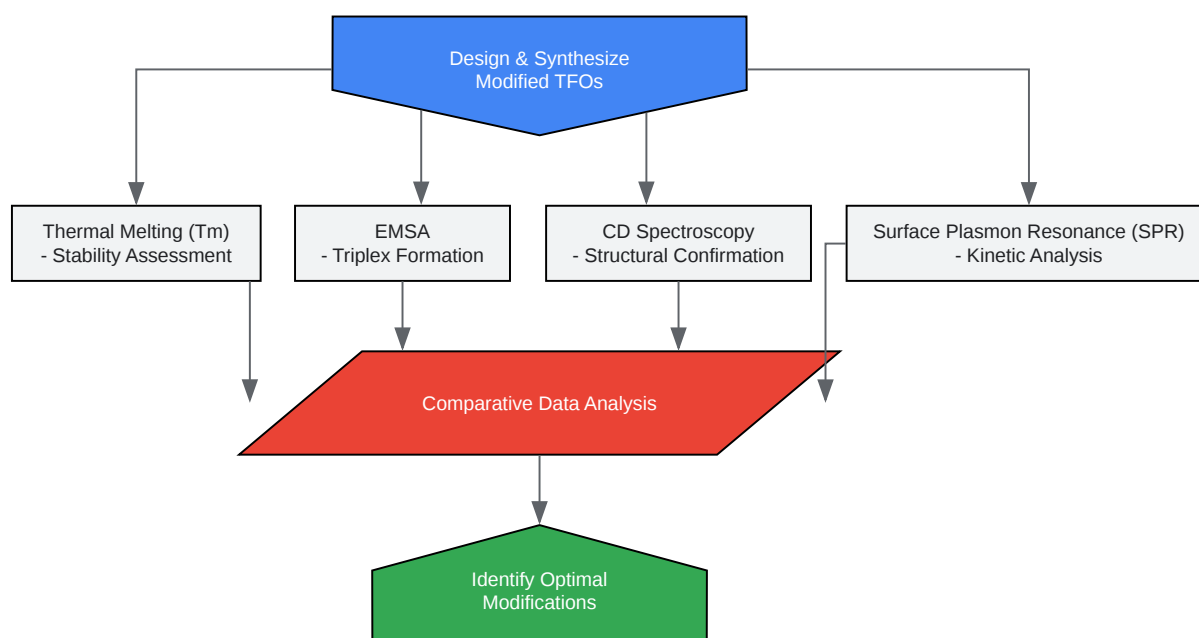 Design & Synthesize
Modified TFOs
Thermal Melting (Tm)
- Stability Assessment
EMSA
- Triplex Formation
CD Spectroscopy
- Structural Confirmation
Surface Plasmon Resonance (SPR)
- Kinetic Analysis
Comparative Data Analysis
Identify Optimal
Modifications